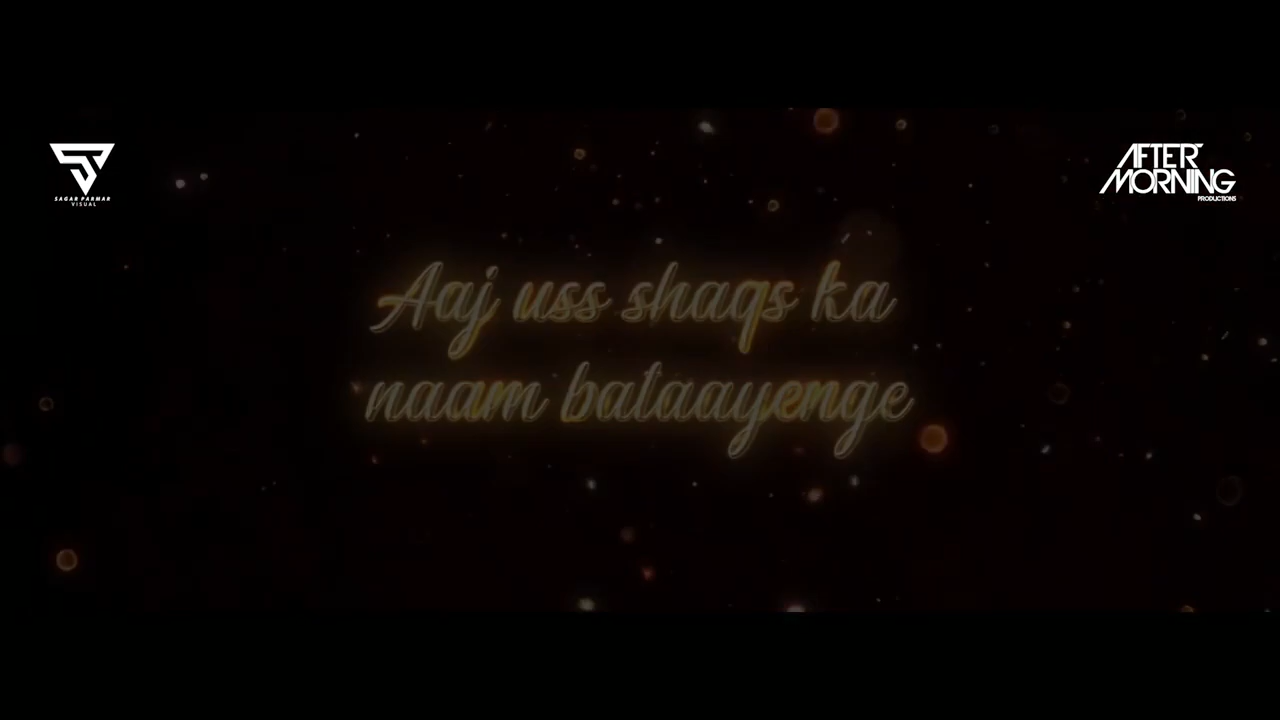 SAGAR PARMAR
VISUAL
AFTER
MORNING
PRODUCTIONS
Aaj uss shaqs ka
naam bataayenge